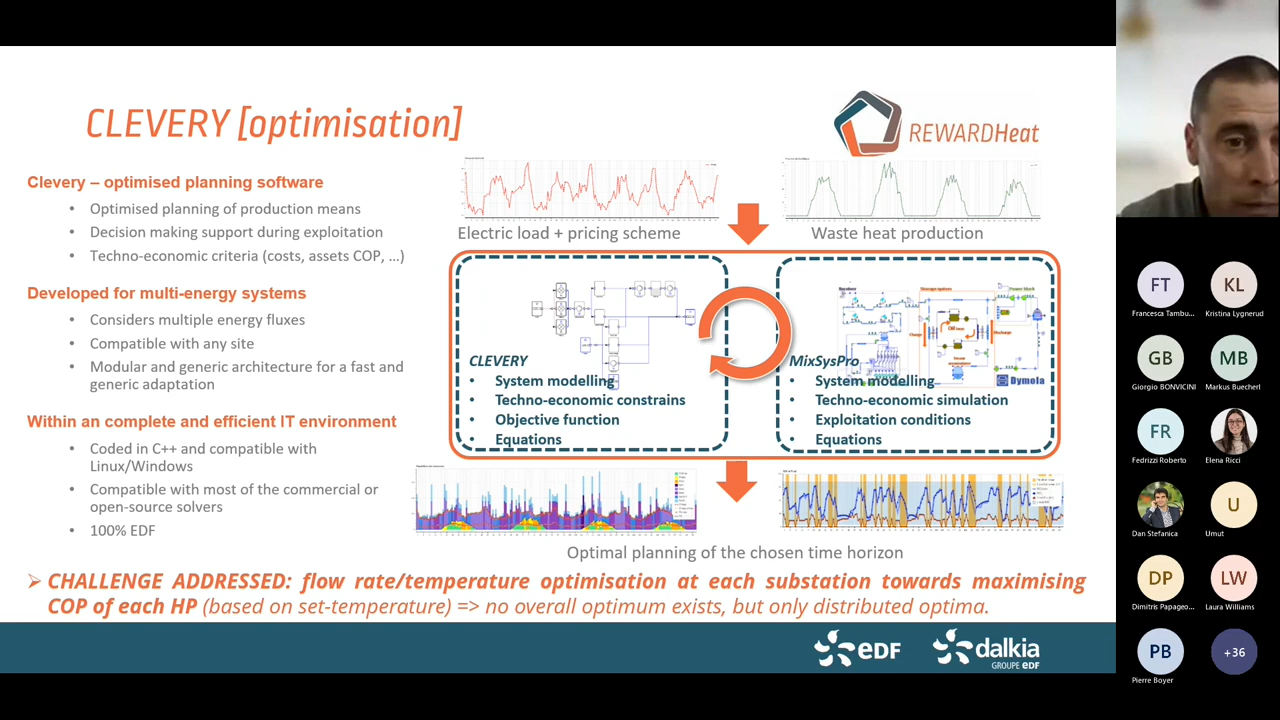 CLEVERY [optimisation]
REWARDHeat
Clevery – optimised planning software
• Optimised planning of production means
• Decision making support during exploitation
• Techno-economic criteria (costs, assets COP, …)
Developed for multi-energy systems
• Considers multiple energy fluxes
• Compatible with any site
• Modular and generic architecture for a fast and
generic adaptation
Within an complete and efficient IT environment
• Coded in C++ and compatible with
Linux/Windows
• Compatible with most of the commercial or
open-source solvers
• 100% EDF
Electric load + pricing scheme
Waste heat production
CLEVERY
• System modelling
• Techno-economic constrains
• Objective function
• Equations
Receiver
Storage system
Power block
Charge
Discharge
Dymola
MixSysPro
• System modelling
• Techno-economic simulation
• Exploitation conditions
• Equations
Optimal planning of the chosen time horizon
➢ CHALLENGE ADDRESSED: flow rate/temperature optimisation at each substation towards maximising
COP of each HP (based on set-temperature) => no overall optimum exists, but only distributed optima.
eDF
dalkia
GROUPE eDF
FT
Francesca Tambu...
KL
Kristina Lygnerud
GB
Giorgio BONVICINI
MB
Markus Buecherl
FR
Fedrizzi Roberto
Elena Ricci
Dan Stefanica
U
Umut
DP
Dimitris Papageo...
LW
Laura Williams
PB
Pierre Boyer
+36